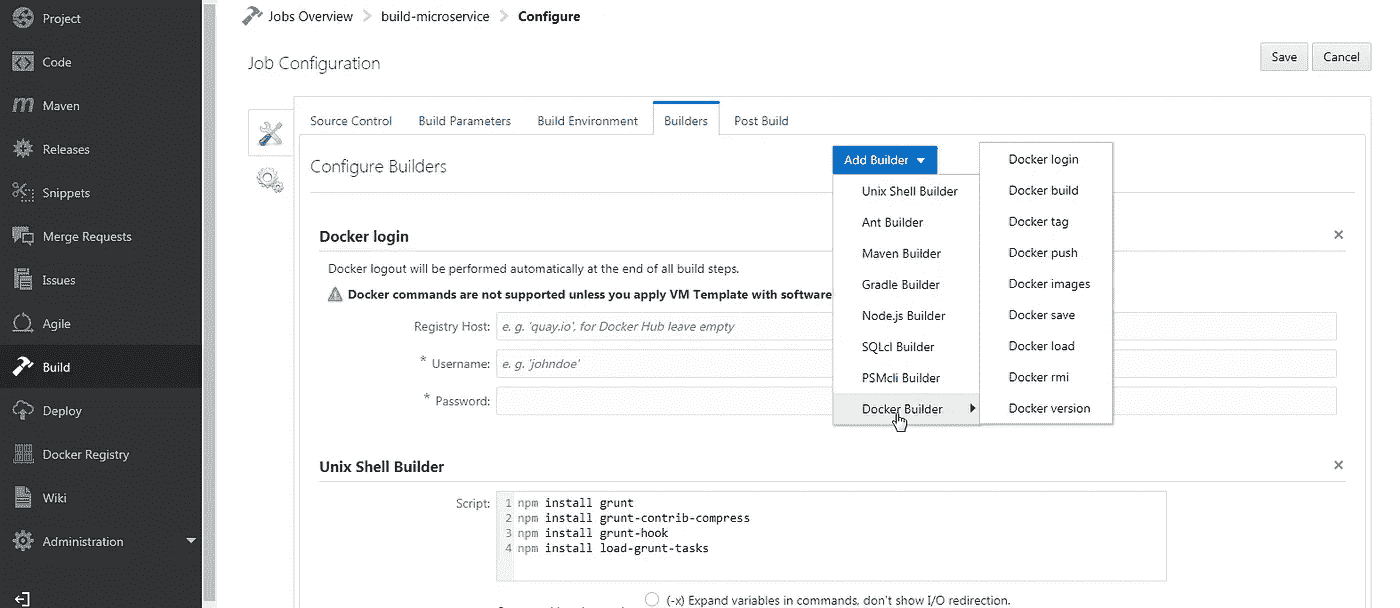 Project
Code
Maven
Releases
Snippets
Merge Requests
Issues
Agile
Build
Deploy
Docker Registry
Wiki
Administration
Jobs Overview > build-microservice > Configure
Job Configuration
Save Cancel
Source Control Build Parameters Build Environment Builders Post Build
Configure Builders
Add Builder
Unix Shell Builder
Ant Builder
Maven Builder
Gradle Builder
Node.js Builder
SQLcl Builder
PSMcli Builder
Docker Builder
Docker login
Docker build
Docker tag
Docker push
Docker images
Docker save
Docker load
Docker rmi
Docker version
Docker login
Docker logout will be performed automatically at the end of all build steps.
Docker commands are not supported unless you apply VM Template with software
Registry Host: e. g. 'quay.io', for Docker Hub leave empty
* Username: e. g. 'johndoe'
* Password:
Unix Shell Builder
Script:
1 npm install grunt
2 npm install grunt-contrib-compress
3 npm install grunt-hook
4 npm install load-grunt-tasks
(-x) Expand variables in commands, don't show I/O redirection.